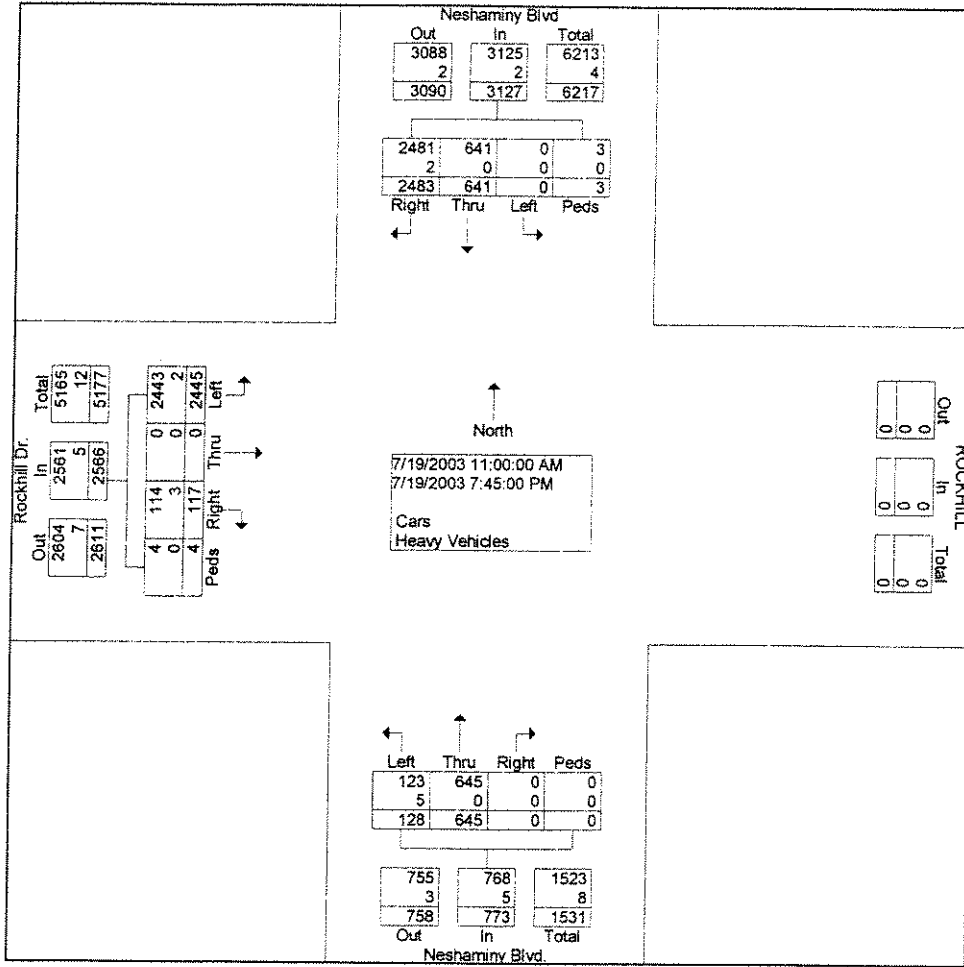 Neshaminy Blvd
Out In Total
3088 3125 6213
2 2 4
3090 3127 6217
2481 641 0 3
2 0 0 0
2483 641 0 3
Right Thru Left Peds
Rockhill Dr.
Total
5165
12
5177
In
2561
5
2566
Out
2604
7
2611
2443
2
2445
Left
0
0
0
Thru
114
3
117
Right
4
0
4
Peds
North
7/19/2003 11:00:00 AM
7/19/2003 7:45:00 PM
Cars
Heavy Vehicles
ROCKHILL
Out
0
0
0
In
0
0
0
Total
0
0
0
Left Thru Right Peds
123 645 0 0
5 0 0 0
128 645 0 0
755 768 1523
3 5 8
758 773 1531
Out In Total
Neshaminy Blvd.